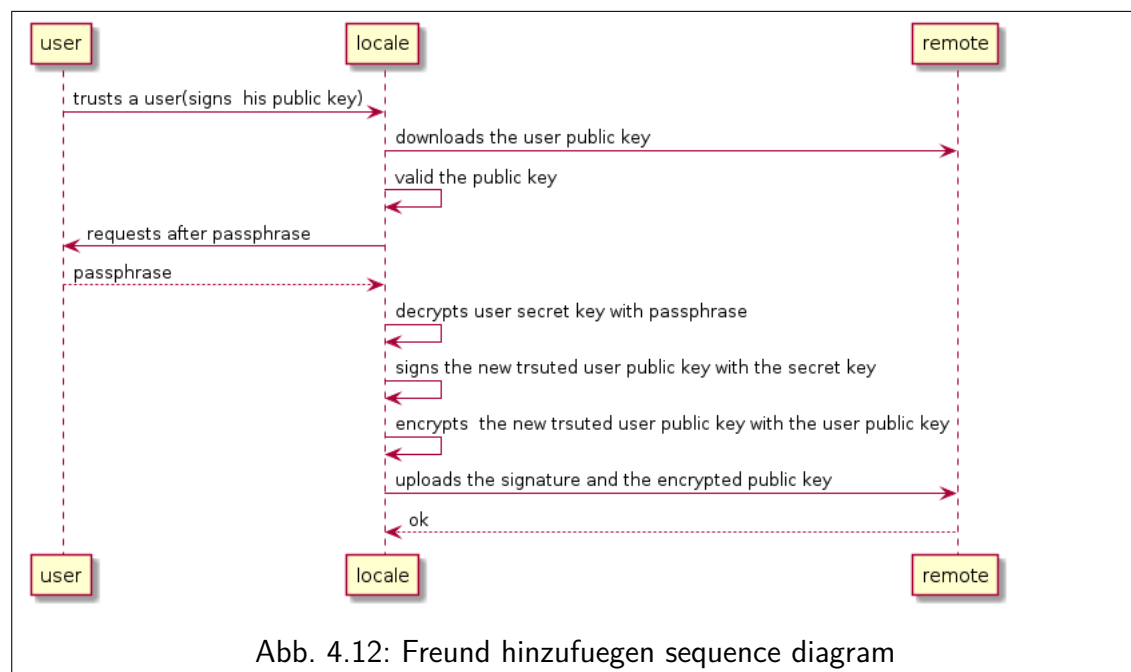 user locale remote
trusts a user(signs  his public key)
downloads the user public key
valid the public key
requests after passphrase
passphrase
decrypts user secret key with passphrase
signs the new trsuted user public key with the secret key
encrypts  the new trsuted user public key with the user public key
uploads the signature and the encrypted public key
ok
user locale remote
Abb. 4.12: Freund hinzufuegen sequence diagram